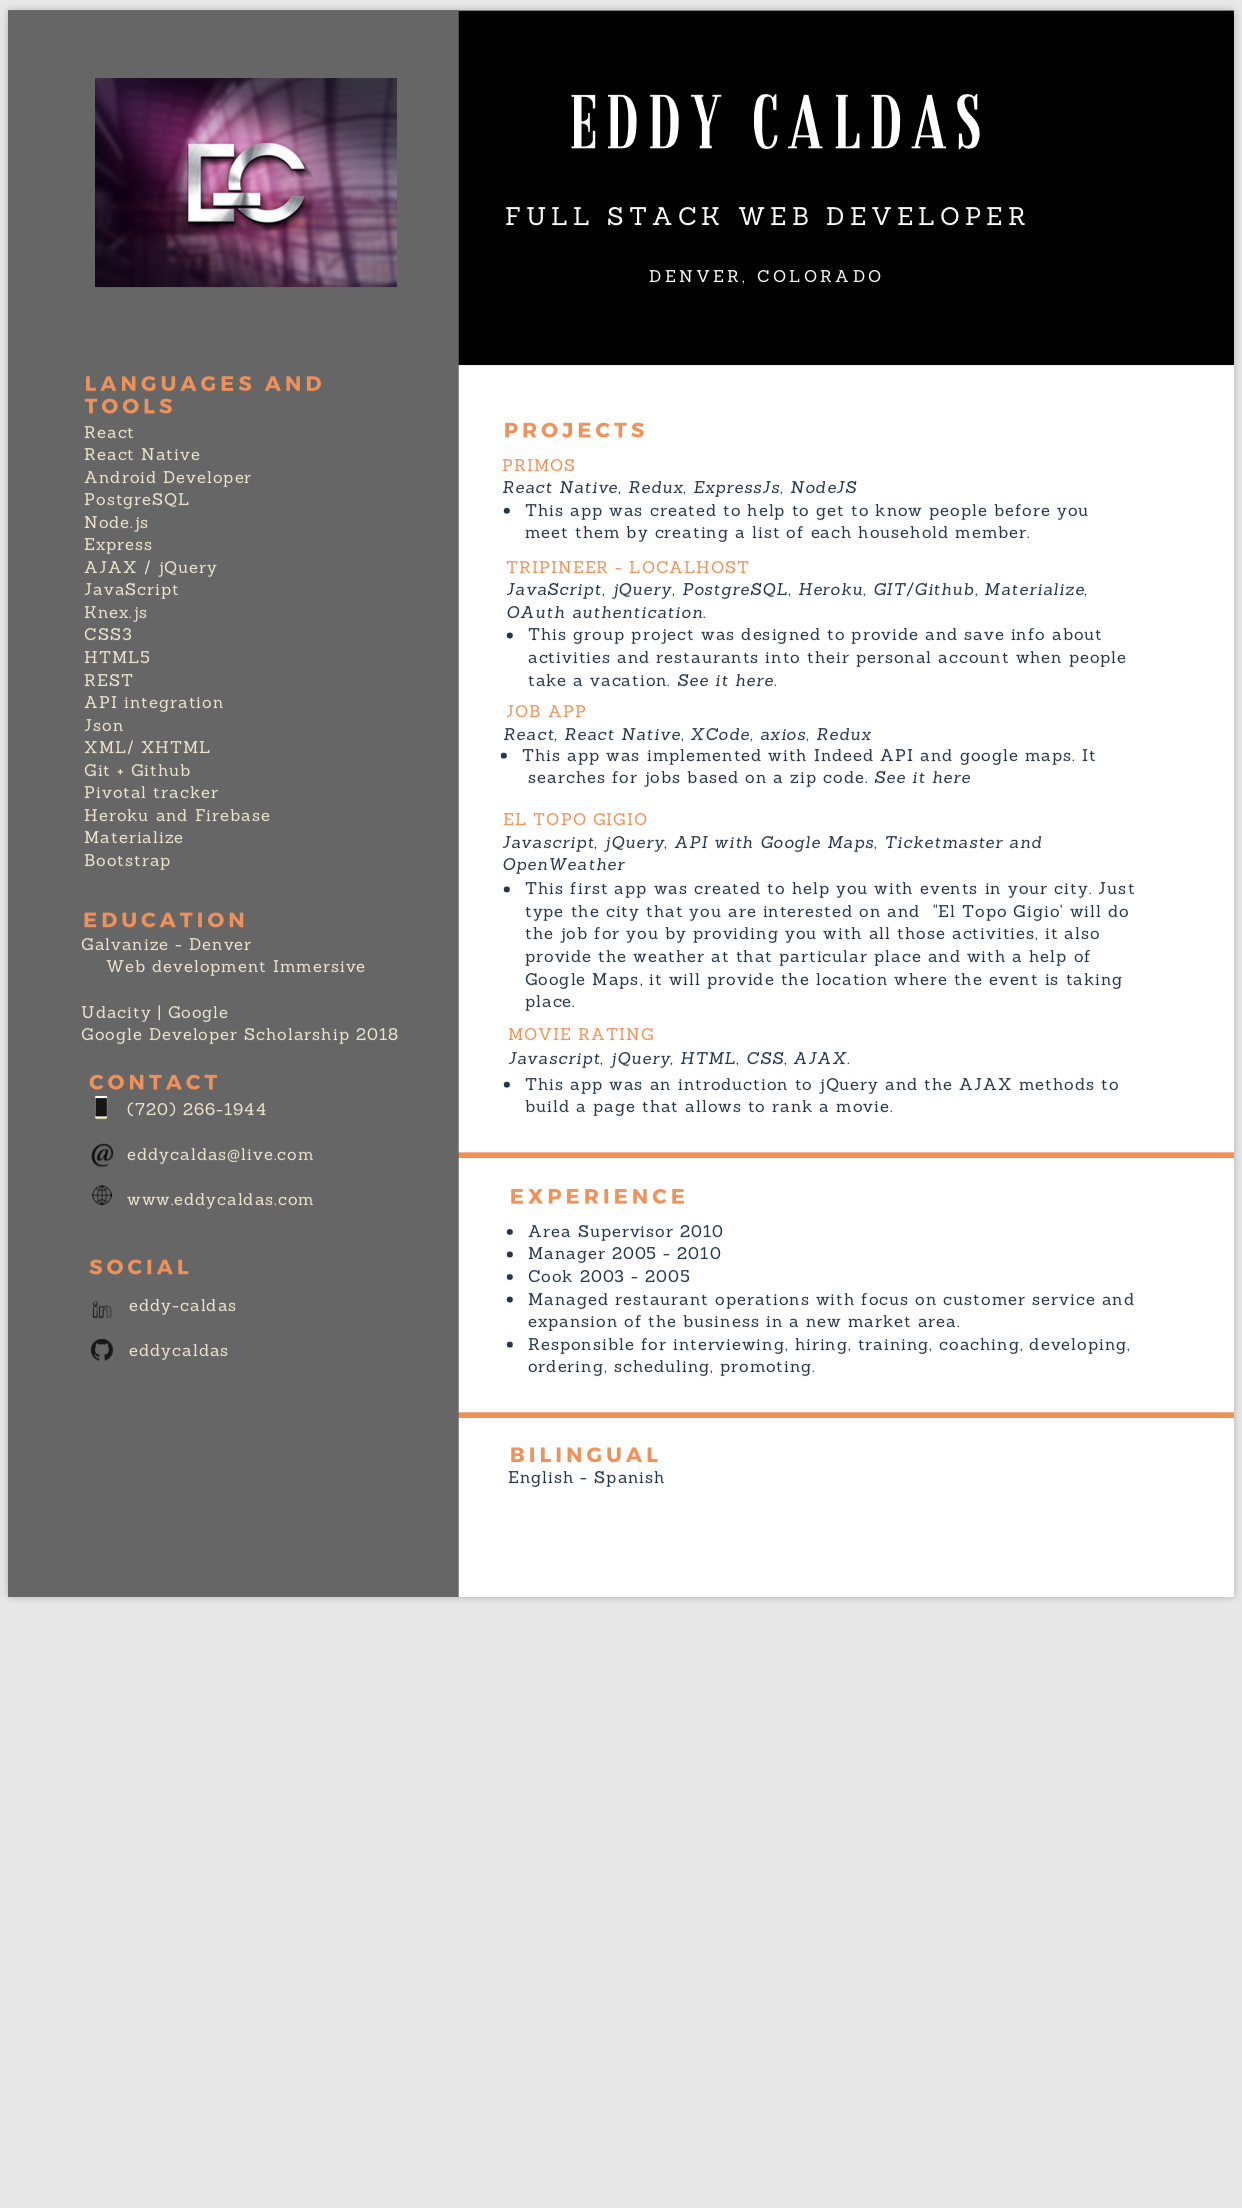 EC
EDDY CALDAS
FULL STACK WEB DEVELOPER
DENVER, COLORADO
LANGUAGES AND
TOOLS
React
React Native
Android Developer
PostgreSQL
Node.js
Express
AJAX / jQuery
JavaScript
Knex.js
CSS3
HTML5
REST
API integration
Json
XML/ XHTML
Git + Github
Pivotal tracker
Heroku and Firebase
Materialize
Bootstrap
EDUCATION
Galvanize - Denver
Web development Immersive
Udacity | Google
Google Developer Scholarship 2018
CONTACT
(720) 266-1944
@ eddycaldas@live.com
www.eddycaldas.com
SOCIAL
in eddy-caldas
eddycaldas
PROJECTS
PRIMOS
React Native, Redux, ExpressJs, NodeJS
• This app was created to help to get to know people before you
meet them by creating a list of each household member.
TRIPINEER - LOCALHOST
JavaScript, jQuery, PostgreSQL, Heroku, GIT/Github, Materialize,
OAuth authentication.
• This group project was designed to provide and save info about
activities and restaurants into their personal account when people
take a vacation. See it here.
JOB APP
React, React Native, XCode, axios, Redux
• This app was implemented with Indeed API and google maps. It
searches for jobs based on a zip code. See it here
EL TOPO GIGIO
Javascript, jQuery, API with Google Maps, Ticketmaster and
OpenWeather
• This first app was created to help you with events in your city. Just
type the city that you are interested on and  "El Topo Gigio' will do
the job for you by providing you with all those activities, it also
provide the weather at that particular place and with a help of
Google Maps, it will provide the location where the event is taking
place.
MOVIE RATING
Javascript, jQuery, HTML, CSS, AJAX.
• This app was an introduction to jQuery and the AJAX methods to
build a page that allows to rank a movie.
EXPERIENCE
• Area Supervisor 2010
• Manager 2005 - 2010
• Cook 2003 - 2005
• Managed restaurant operations with focus on customer service and
expansion of the business in a new market area.
• Responsible for interviewing, hiring, training, coaching, developing,
ordering, scheduling, promoting.
BILINGUAL
English - Spanish